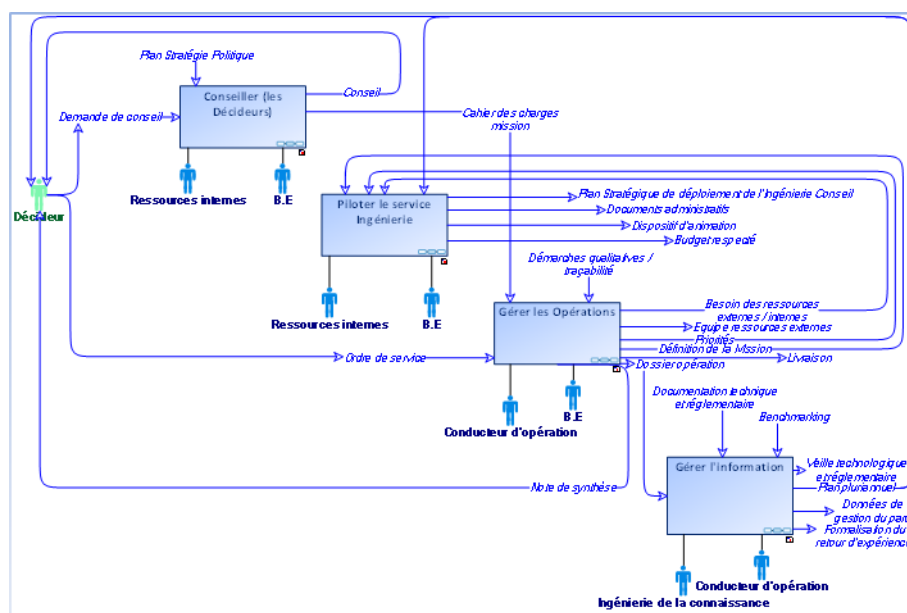 Plan Stratégie Politique
Conseiller (les
Décideurs)
Conseil
Demande de conseil
Cahier des charges
mission
Ressources internes
B.E
Décideur
Piloter le service
Ingénierie
Plan Stratégique de déploiement de l'Ingénierie Conseil
Documents administratifs
Dispositif d'animation
Budget respecté
Démarches qualitatives /
traçabilité
Ressources internes
B.E
Gérer les Opérations
Besoin des ressources
externes / internes
Equipe ressources externes
Priorités
Définition de la Mission
Ordre de service
Livraison
Dossier opération
B.E
Conducteur d'opération
Documentation technique
et réglementaire
Benchmarking
Gérer l'information
Veille technologique
et réglementaire
Plan pluriannuel
Note de synthèse
Données de
gestion du parc
Formalisation du
retour d'expérience
Conducteur d'opération
Ingénierie de la connaissance